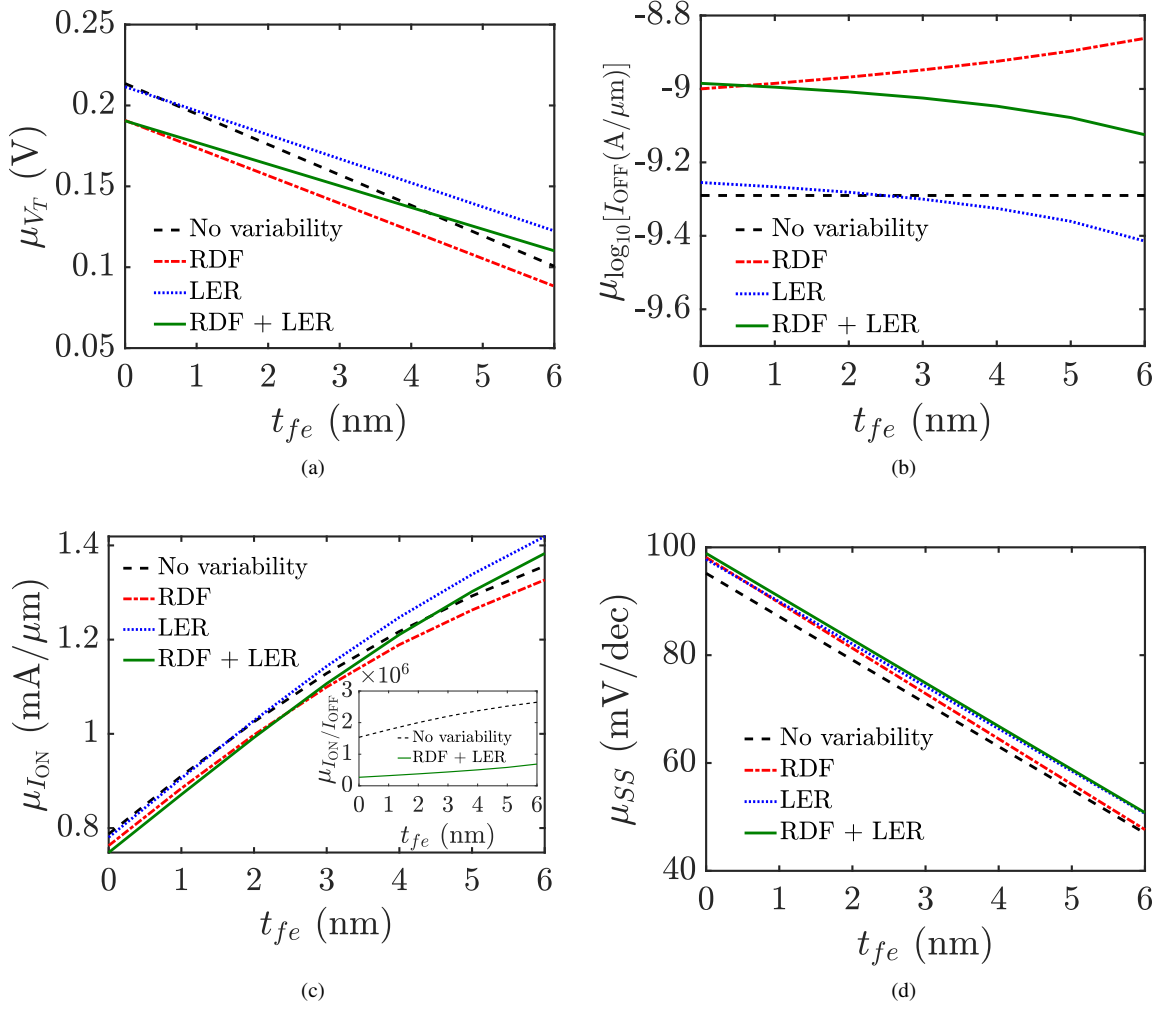 0.25
0.2
0.15
0.1
0.05
μ_{V_T} (V)
No variability
RDF
LER
RDF + LER
0 1 2 3 4 5 6
t_{fe} (nm)
(a)
-8.8
-9
-9.2
-9.4
-9.6
μ_{log_{10}[I_{OFF}(A/μm)]}
No variability
RDF
LER
RDF + LER
0 1 2 3 4 5 6
t_{fe} (nm)
(b)
1.4
1.2
1
0.8
μ_{I_{ON}} (mA/μm)
No variability
RDF
LER
RDF + LER
×10^6
3
2
1
0
μ_{I_{ON}/I_{OFF}}
No variability
RDF + LER
0 1 2 3 4 5 6
t_{fe} (nm)
0 1 2 3 4 5 6
t_{fe} (nm)
(c)
100
80
60
40
μ_{SS} (mV/dec)
No variability
RDF
LER
RDF + LER
0 1 2 3 4 5 6
t_{fe} (nm)
(d)